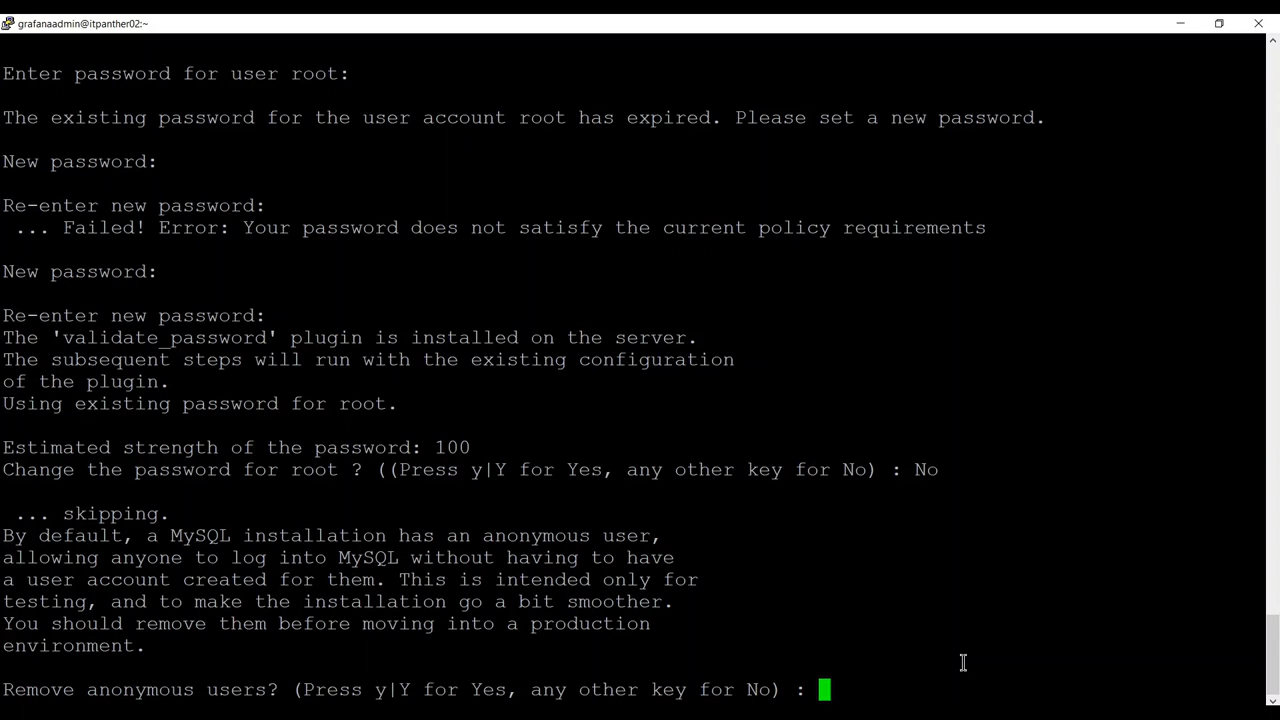 grafanaadmin@itpanther02:~
Enter password for user root:
The existing password for the user account root has expired. Please set a new password.
New password:
Re-enter new password:
... Failed! Error: Your password does not satisfy the current policy requirements
New password:
Re-enter new password:
The 'validate_password' plugin is installed on the server.
The subsequent steps will run with the existing configuration
of the plugin.
Using existing password for root.
Estimated strength of the password: 100
Change the password for root ? ((Press y|Y for Yes, any other key for No) : No
... skipping.
By default, a MySQL installation has an anonymous user,
allowing anyone to log into MySQL without having to have
a user account created for them. This is intended only for
testing, and to make the installation go a bit smoother.
You should remove them before moving into a production
environment.
Remove anonymous users? (Press y|Y for Yes, any other key for No) :